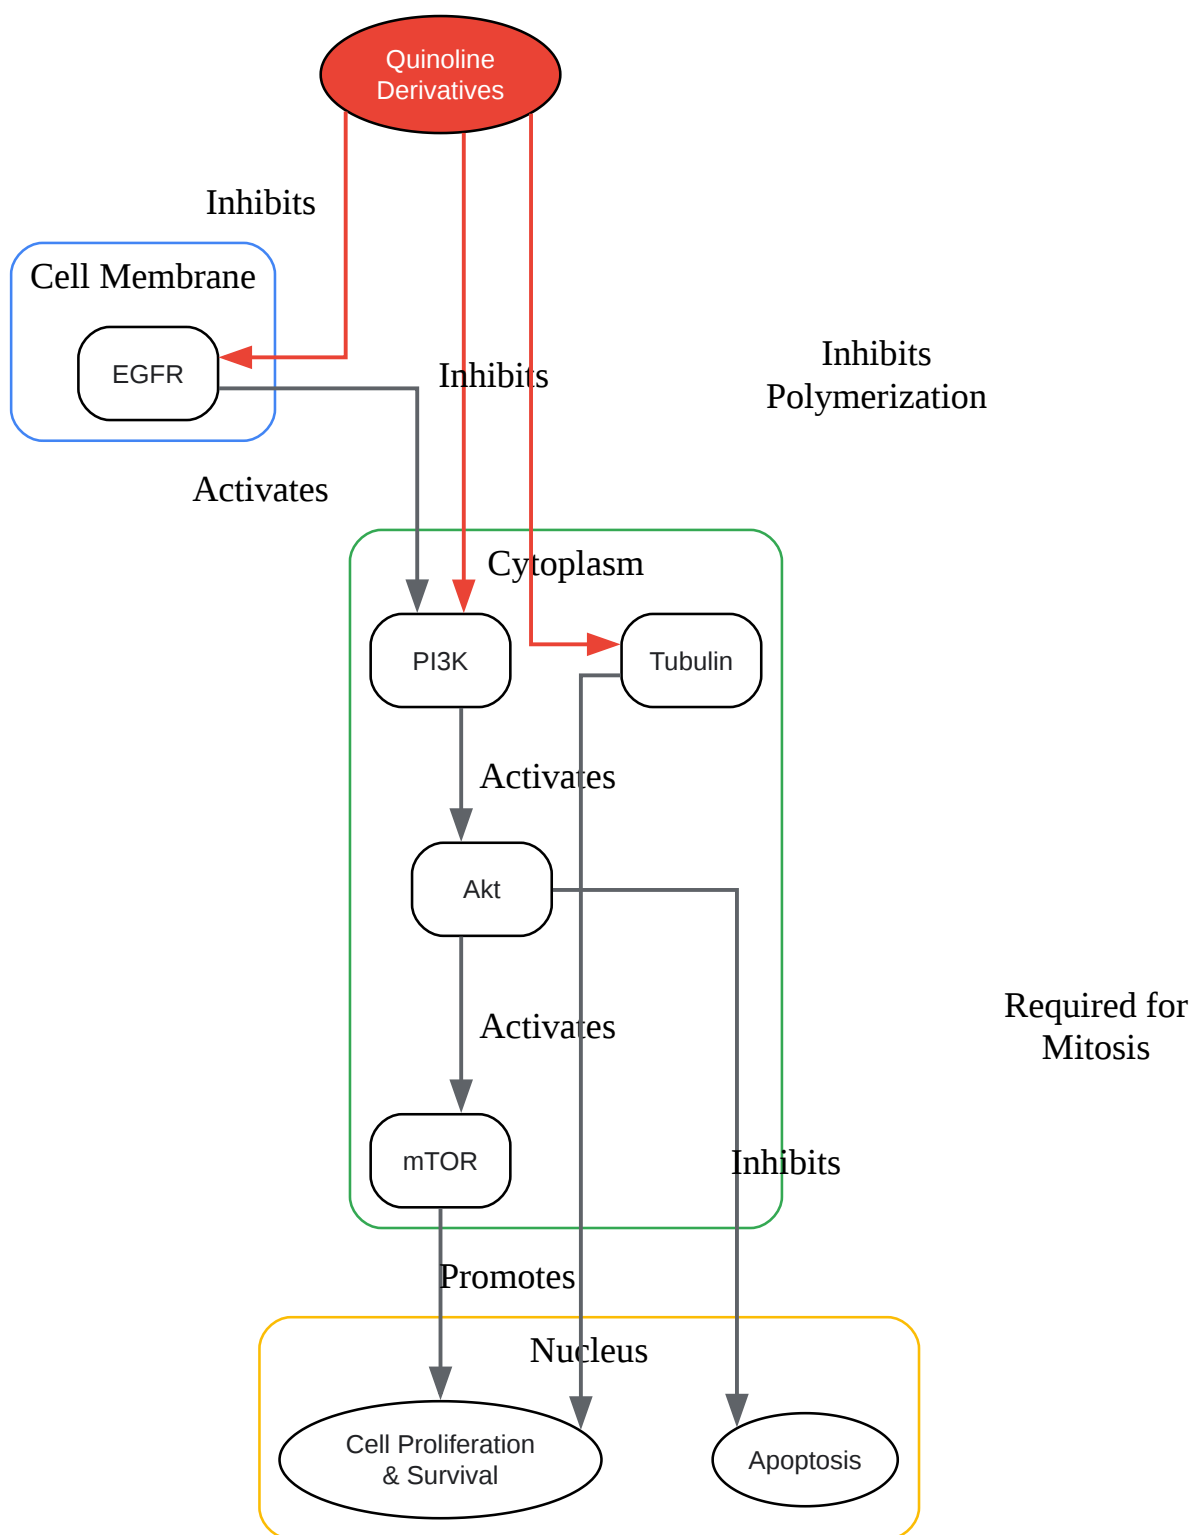 Quinoline
Derivatives
Inhibits
Cell Membrane
EGFR
Inhibits
Inhibits
Polymerization
Activates
Cytoplasm
PI3K
Tubulin
Activates
Akt
Activates
Required for
Mitosis
mTOR
Inhibits
Promotes
Nucleus
Cell Proliferation
& Survival
Apoptosis